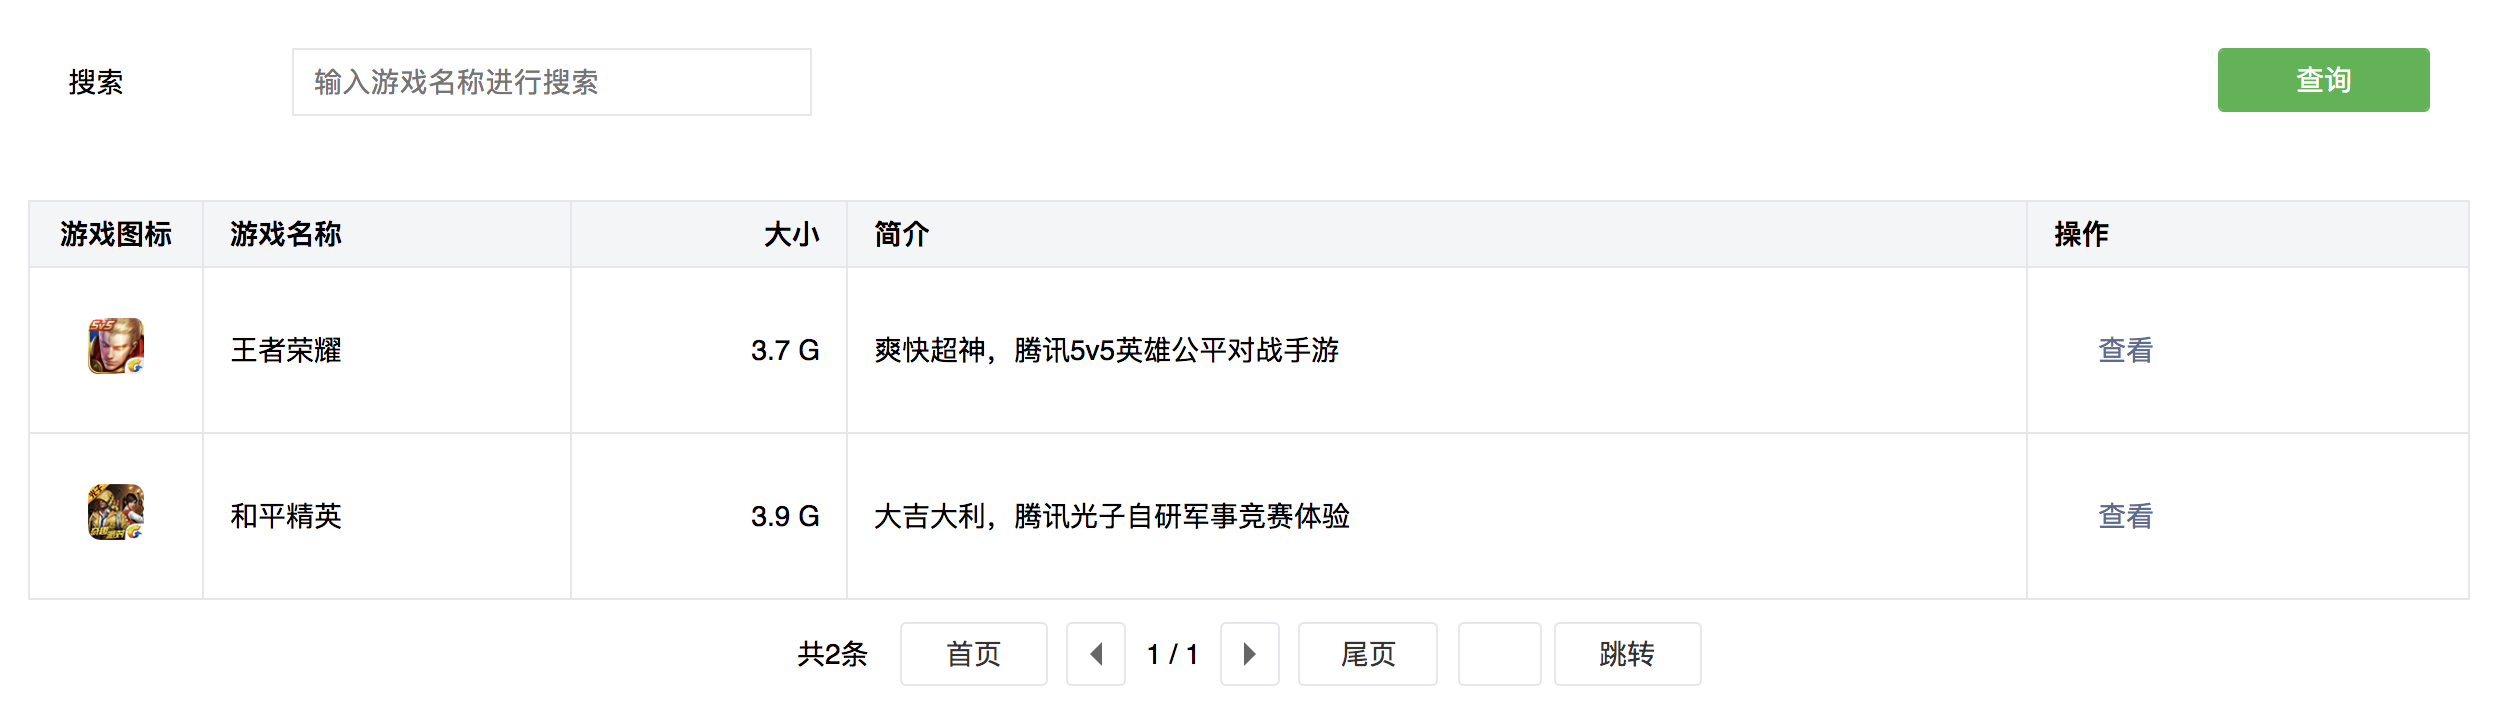 搜索 输入游戏名称进行搜索 查询
游戏图标 游戏名称 大小 简介 操作
5v5
王者荣耀 3.7 G 爽快超神，腾讯5v5英雄公平对战手游 查看
和平精英 3.9 G 大吉大利，腾讯光子自研军事竞赛体验 查看
共2条 首页 1 / 1 尾页 跳转